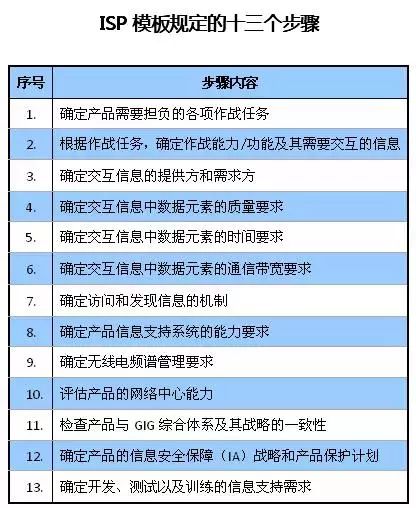 ISP 模板规定的十三个步骤
序号 步骤内容
1. 确定产品需要担负的各项作战任务
2. 根据作战任务，确定作战能力/功能及其需要交互的信息
3. 确定交互信息的提供方和需求方
4. 确定交互信息中数据元素的质量要求
5. 确定交互信息中数据元素的时间要求
6. 确定交互信息中数据元素的通信带宽要求
7. 确定访问和发现信息的机制
8. 确定产品信息支持系统的能力要求
9. 确定无线电频谱管理要求
10. 评估产品的网络中心能力
11. 检查产品与 GIG 综合体系及其战略的一致性
12. 确定产品的信息安全保障（IA）战略和产品保护计划
13. 确定开发、测试以及训练的信息支持需求